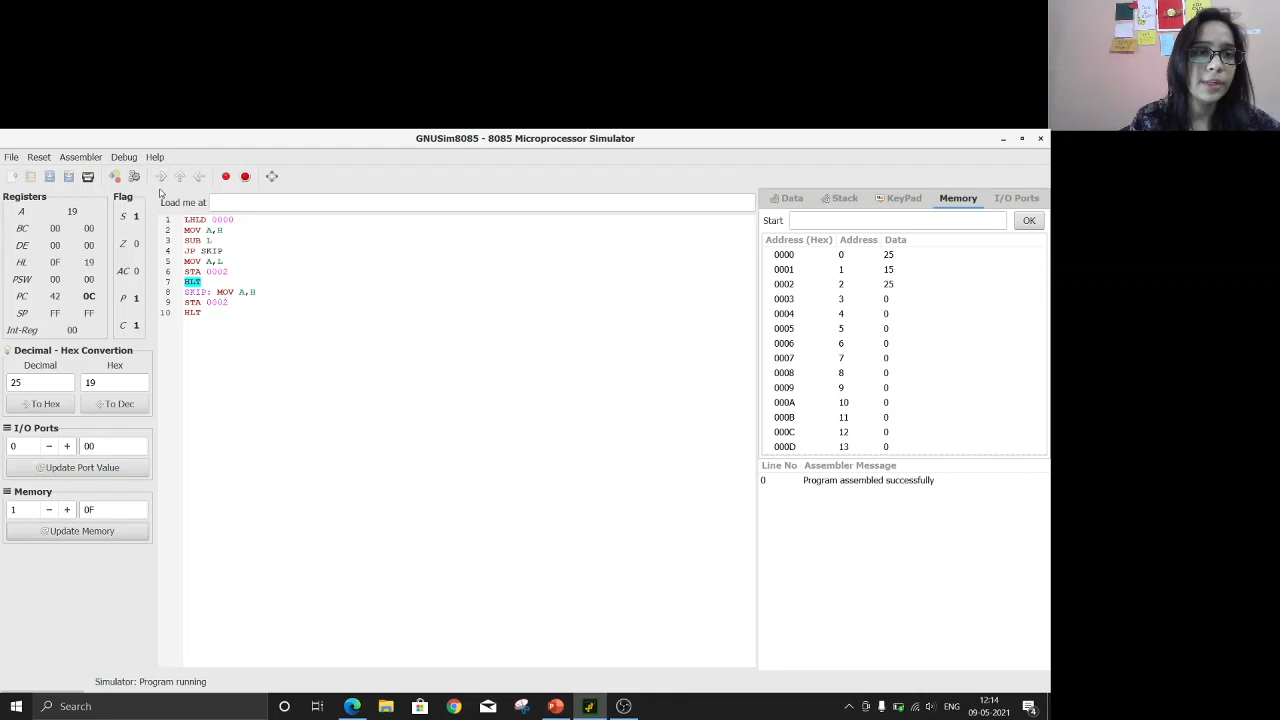 GNUSim8085 - 8085 Microprocessor Simulator
File Reset Assembler Debug Help
Registers Flag
Load me at
A 19
BC 00 00
DE 00 00
HL 0F 19
PSW 00 00
PC 42 0C
SP FF FF
Int-Reg 00
S 1
Z 0
AC 0
P 1
C 1
Decimal - Hex Convertion
Decimal Hex
25 19
To Hex To Dec
I/O Ports
0 - + 00
Update Port Value
Memory
1 - + 0F
Update Memory
1 LHLD 0000
2 MOV A,H
3 SUB L
4 JP SKIP
5 MOV A,L
6 STA 0002
7 HLT
8 SKIP: MOV A,H
9 STA 0002
10 HLT
Data Stack KeyPad Memory I/O Ports
Start OK
Address (Hex) Address Data
0000 0 25
0001 1 15
0002 2 25
0003 3 0
0004 4 0
0005 5 0
0006 6 0
0007 7 0
0008 8 0
0009 9 0
000A 10 0
000B 11 0
000C 12 0
000D 13 0
Line No Assembler Message
0 Program assembled successfully
Simulator: Program running
Search
ENG
12:14
09-05-2021
4